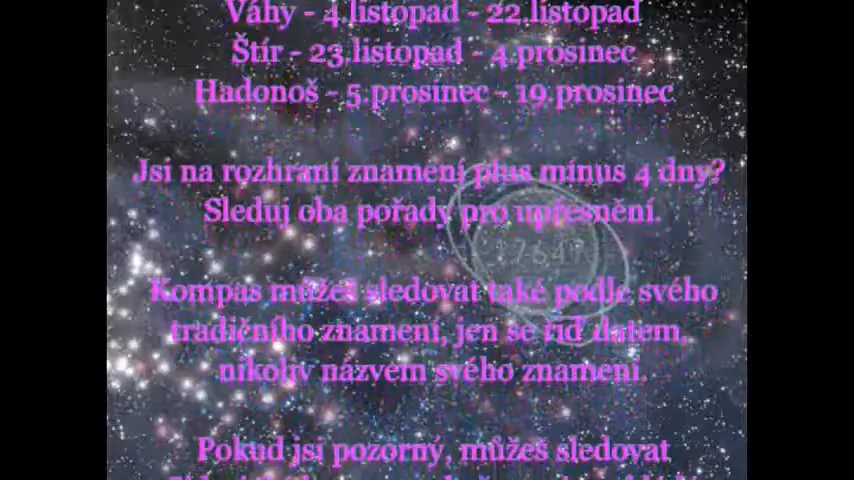 Váhy - 4.listopad - 22.listopad
Štír - 23.listopad - 4.prosinec
Hadonoš - 5.prosinec - 19.prosinec
Jsi na rozhraní znamení plus mínus 4 dny?
Sleduj oba pořady pro upřesnění.
17647
Kompas můžeš sledovat také podle svého
tradičního znamení, jen se řiď datem,
nikoliv názvem svého znamení.
Pokud jsi pozorný, můžeš sledovat